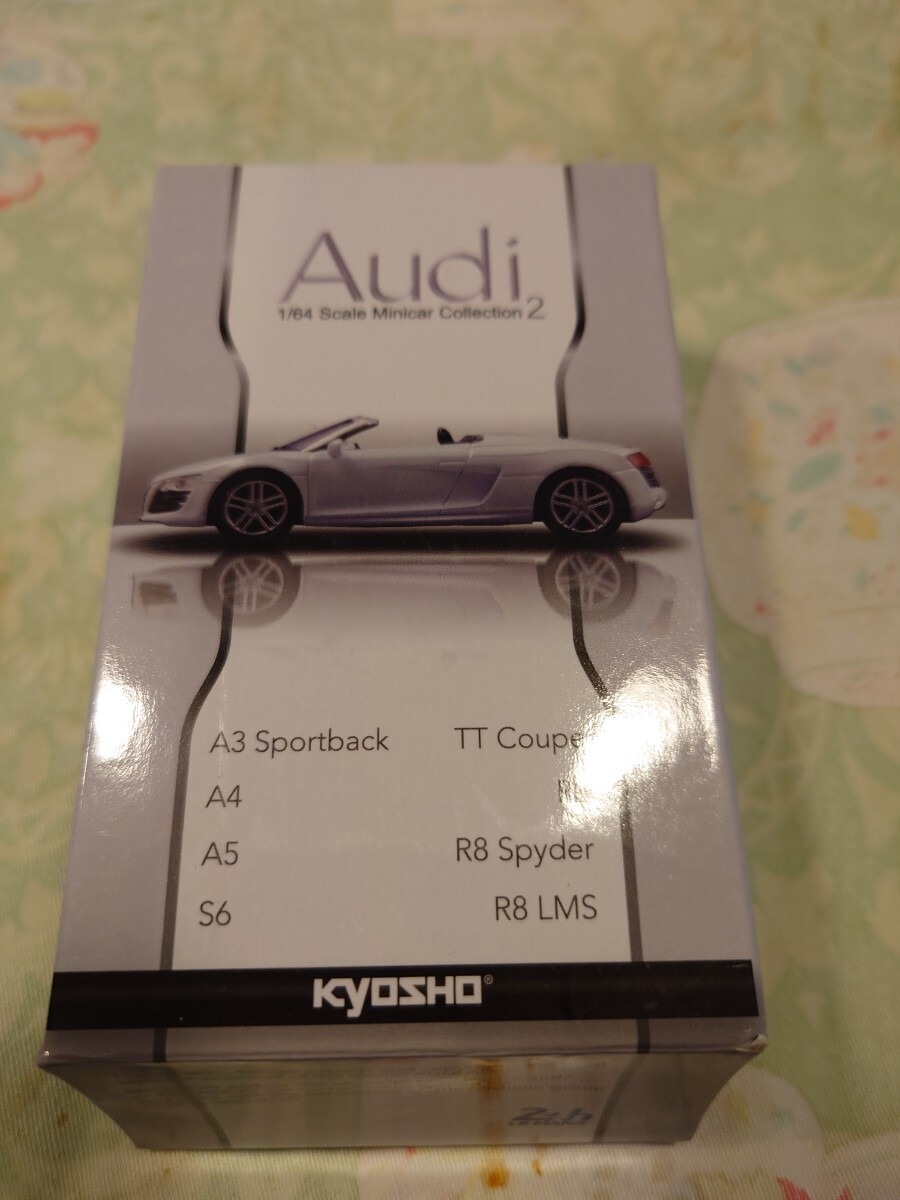 Audi
1/64 Scale Minicar Collection 2
A3 Sportback
TT Coupe
A4
A5
R8 Spyder
S6
R8 LMS
KYOSHO®